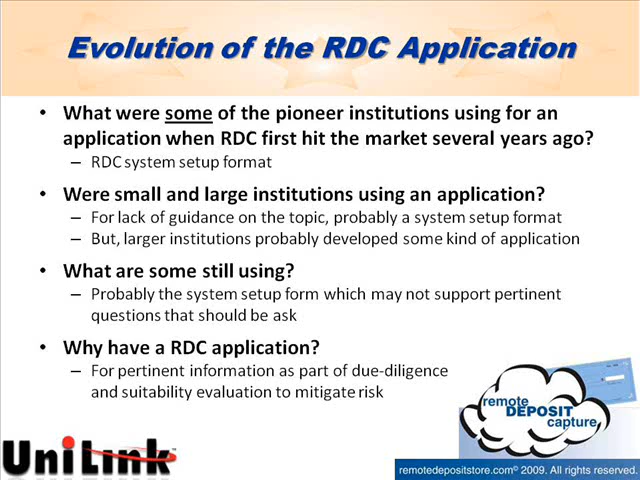 Evolution of the RDC Application
• What were some of the pioneer institutions using for an
application when RDC first hit the market several years ago?
– RDC system setup format
• Were small and large institutions using an application?
– For lack of guidance on the topic, probably a system setup format
– But, larger institutions probably developed some kind of application
• What are some still using?
– Probably the system setup form which may not support pertinent
questions that should be ask
• Why have a RDC application?
– For pertinent information as part of due-diligence
and suitability evaluation to mitigate risk
remote
DEPOSIT
capture
UniLink™
remotedepositstore.com© 2009. All rights reserved.